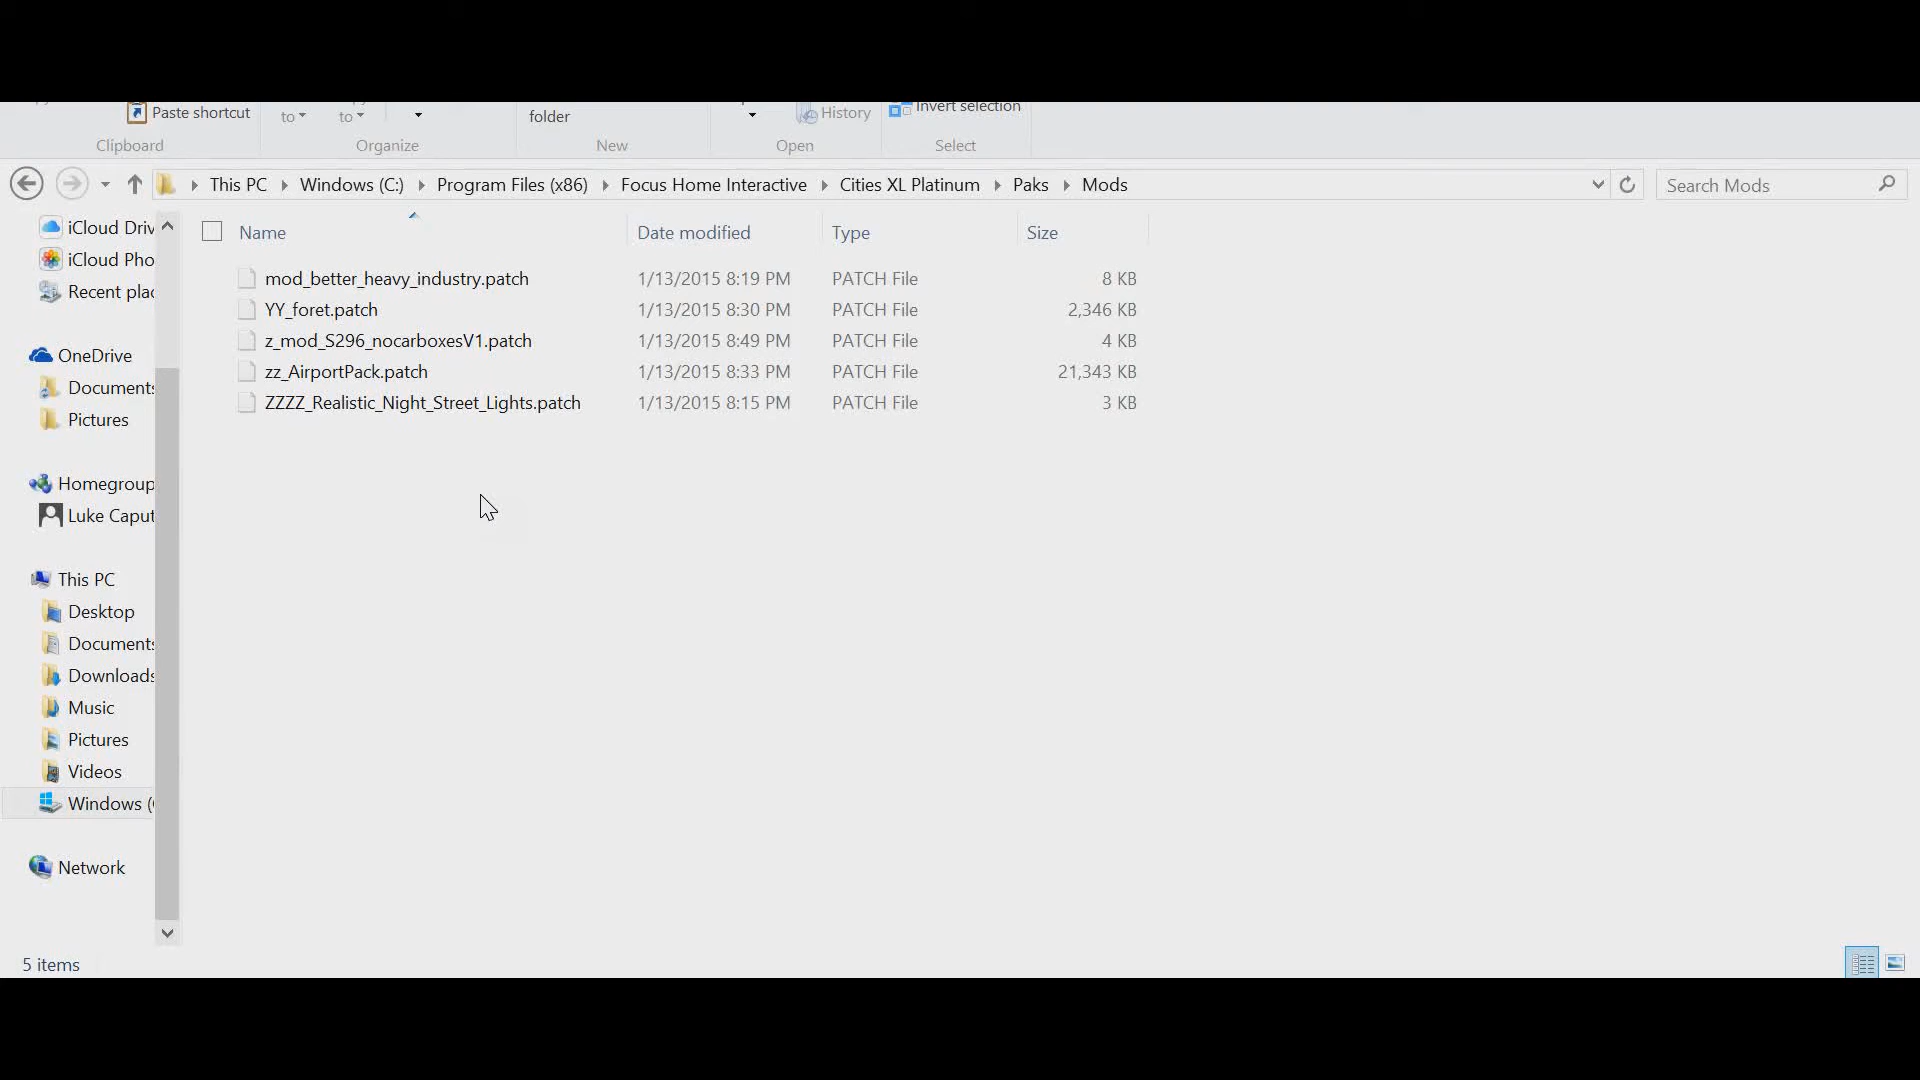 Paste shortcut
to
to
folder
History
Invert selection
Clipboard
Organize
New
Open
Select
This PC
Windows (C:)
Program Files (x86)
Focus Home Interactive
Cities XL Platinum
Paks
Mods
Search Mods
Name
Date modified
Type
Size
mod_better_heavy_industry.patch 1/13/2015 8:19 PM PATCH File 8 KB
YY_foret.patch 1/13/2015 8:30 PM PATCH File 2,346 KB
z_mod_S296_nocarboxesV1.patch 1/13/2015 8:49 PM PATCH File 4 KB
zz_AirportPack.patch 1/13/2015 8:33 PM PATCH File 21,343 KB
ZZZZ_Realistic_Night_Street_Lights.patch 1/13/2015 8:15 PM PATCH File 3 KB
iCloud Driv
iCloud Pho
Recent plac
OneDrive
Documents
Pictures
Homegroup
Luke Caput
This PC
Desktop
Documents
Downloads
Music
Pictures
Videos
Windows (
Network
5 items